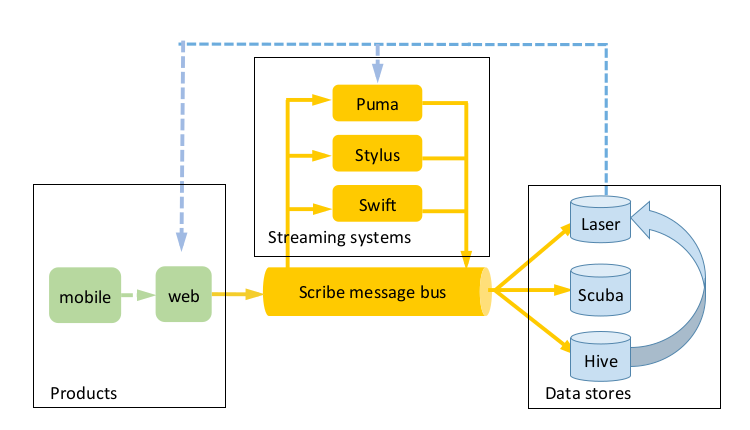 Puma
Stylus
Swift
Streaming systems
mobile
web
Scribe message bus
Products
Laser
Scuba
Hive
Data stores